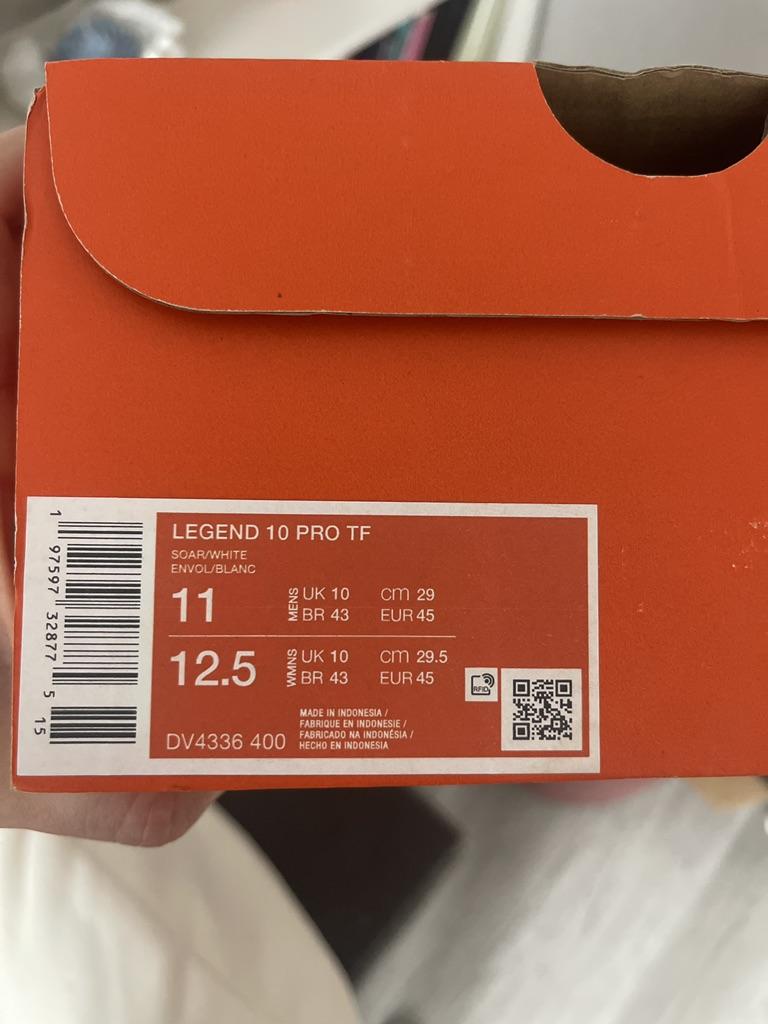 LEGEND 10 PRO TF
SOAR/WHITE
ENVOL/BLANC
11 MENS UK 10 cm 29
BR 43 EUR 45
12.5 WMNS UK 10 cm 29.5
BR 43 EUR 45
RFID
DV4336 400
MADE IN INDONESIA /
FABRIQUE EN INDONESIE /
FABRICADO NA INDONÉSIA /
HECHO EN INDONESIA
1 97597 32877 5 15